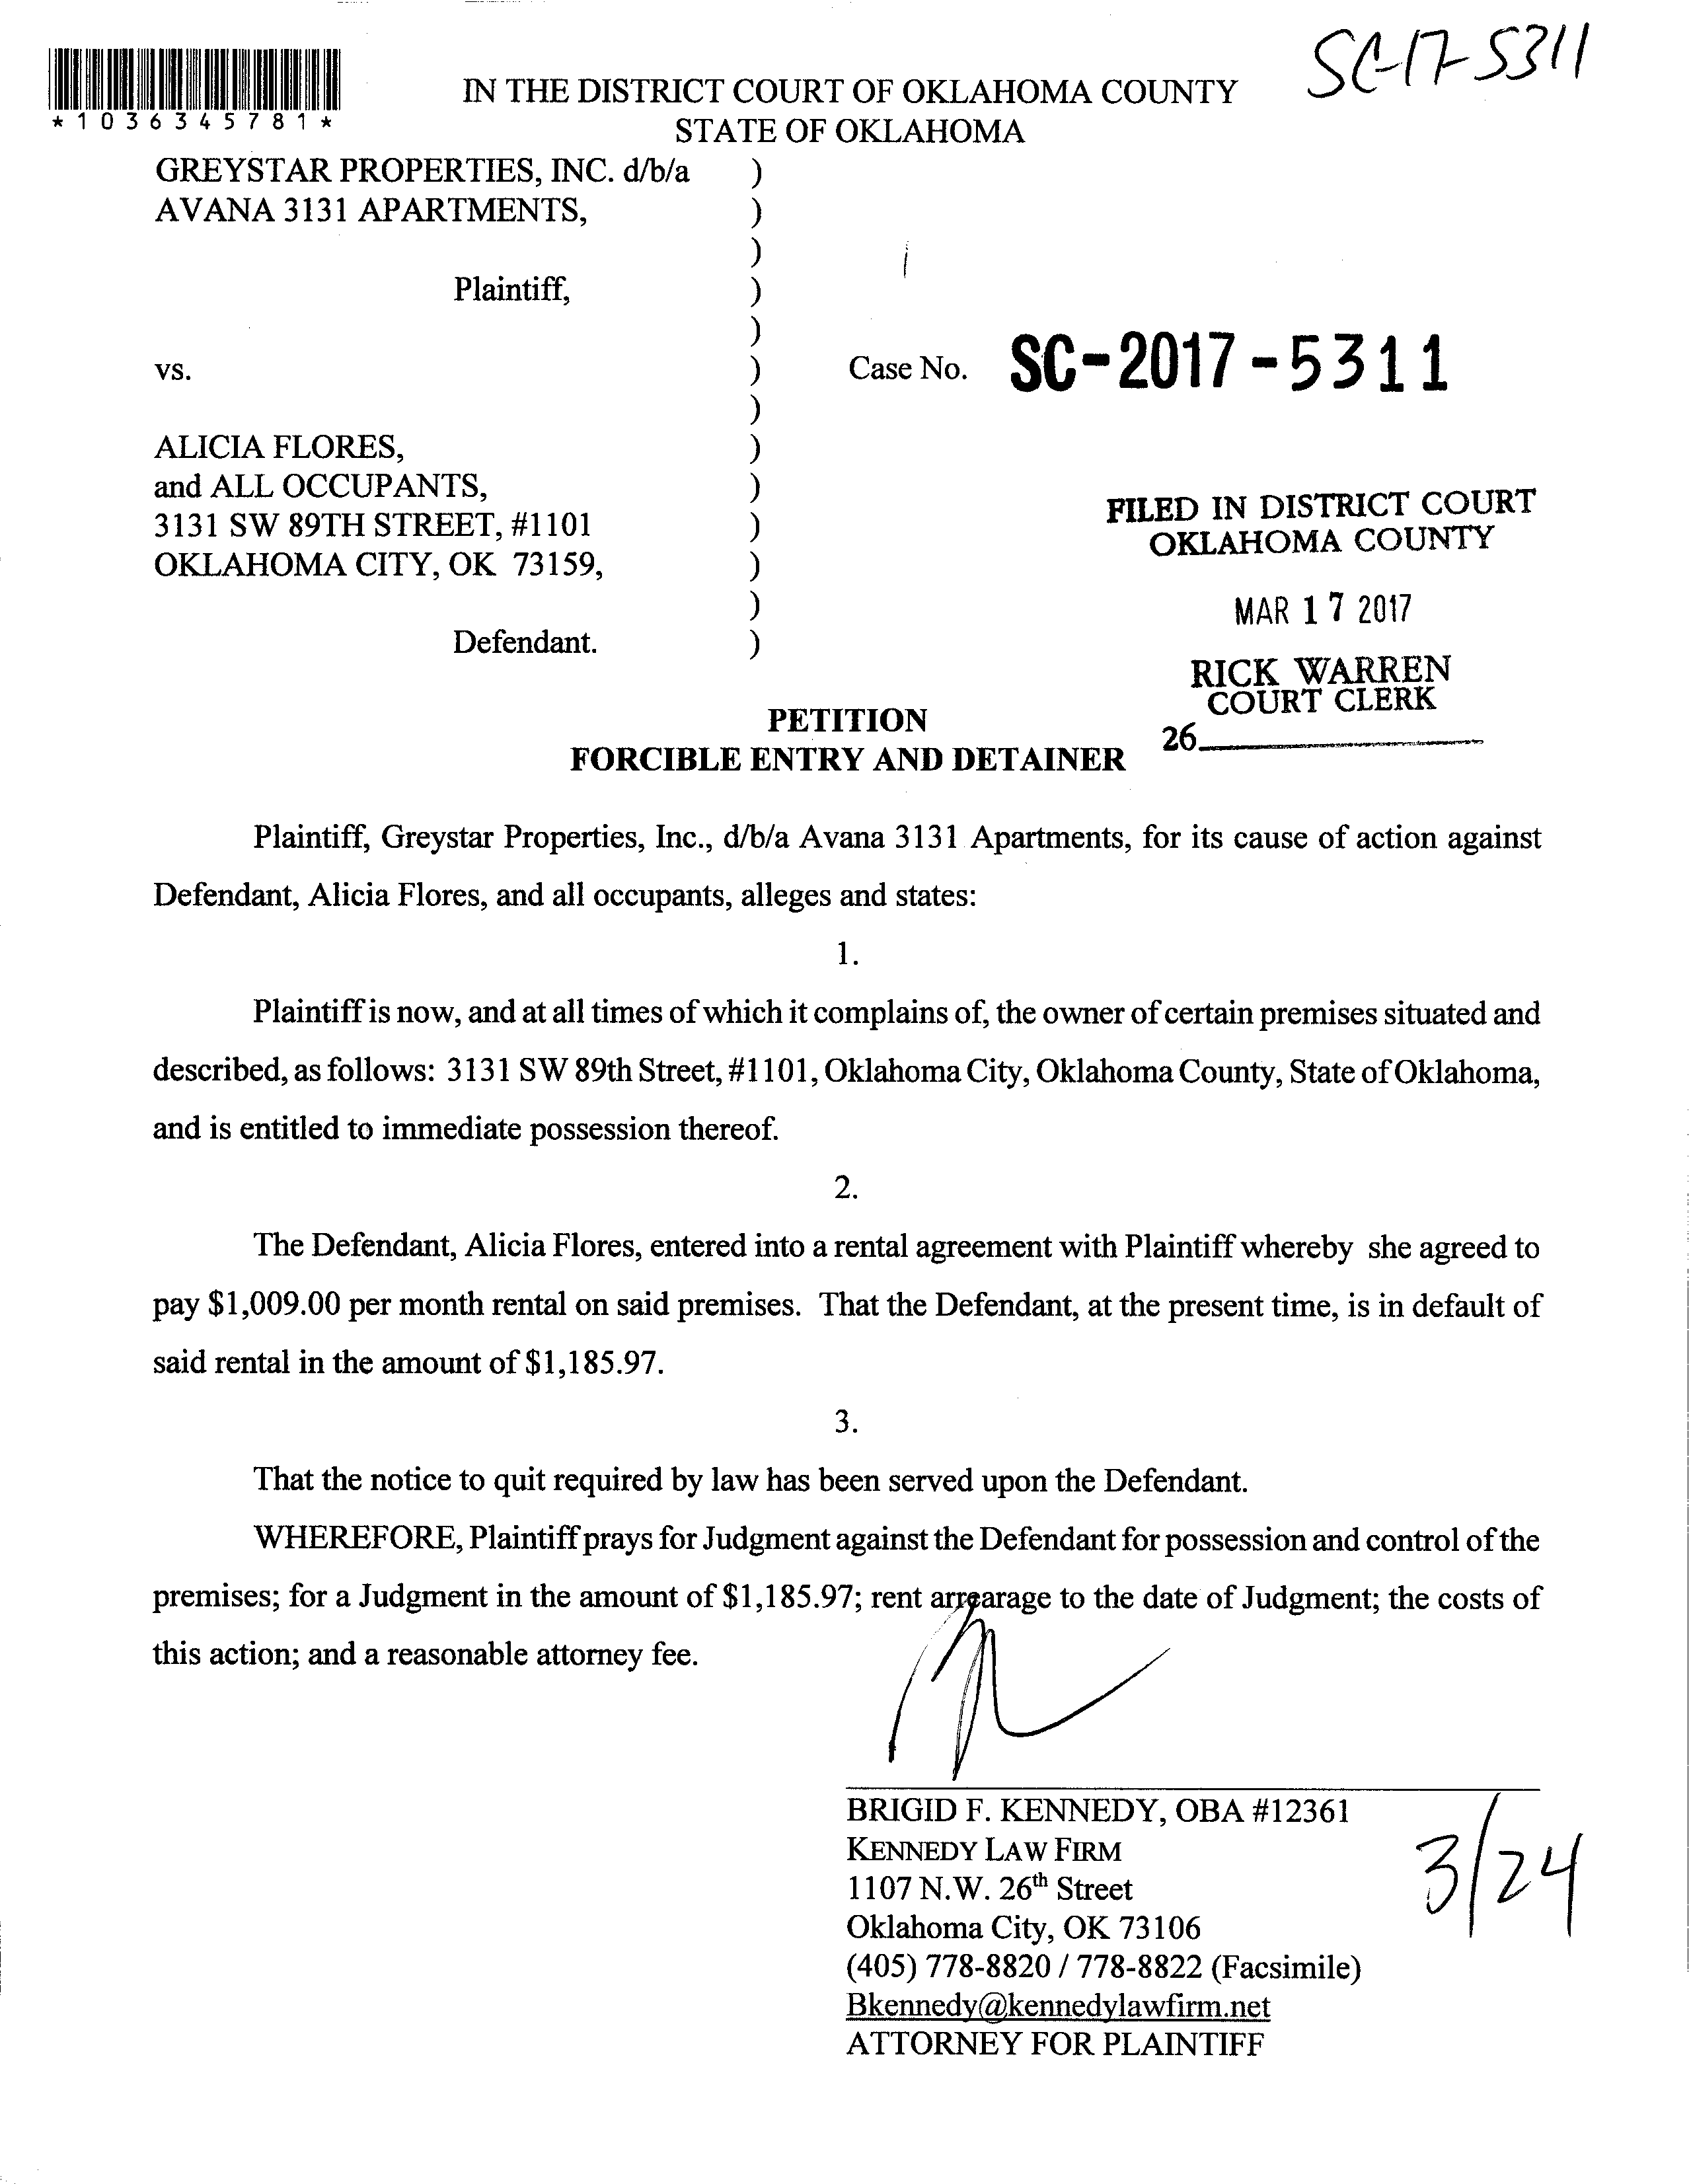 SC-17-5311
*1036345781*
IN THE DISTRICT COURT OF OKLAHOMA COUNTY
STATE OF OKLAHOMA
GREYSTAR PROPERTIES, INC. d/b/a )
AVANA 3131 APARTMENTS, )
)
Plaintiff, )
)
vs. ) Case No. SC-2017-5311
)
ALICIA FLORES, )
and ALL OCCUPANTS, )
3131 SW 89TH STREET, #1101 )
OKLAHOMA CITY, OK 73159, )
)
Defendant. )
FILED IN DISTRICT COURT
OKLAHOMA COUNTY
MAR 17 2017
RICK WARREN
COURT CLERK
26
PETITION
FORCIBLE ENTRY AND DETAINER
Plaintiff, Greystar Properties, Inc., d/b/a Avana 3131 Apartments, for its cause of action against
Defendant, Alicia Flores, and all occupants, alleges and states:
1.
Plaintiff is now, and at all times of which it complains of, the owner of certain premises situated and
described, as follows: 3131 SW 89th Street, #1101, Oklahoma City, Oklahoma County, State of Oklahoma,
and is entitled to immediate possession thereof.
2.
The Defendant, Alicia Flores, entered into a rental agreement with Plaintiff whereby she agreed to
pay $1,009.00 per month rental on said premises. That the Defendant, at the present time, is in default of
said rental in the amount of $1,185.97.
3.
That the notice to quit required by law has been served upon the Defendant.
WHEREFORE, Plaintiff prays for Judgment against the Defendant for possession and control of the
premises; for a Judgment in the amount of $1,185.97; rent arrearage to the date of Judgment; the costs of
this action; and a reasonable attorney fee.
BRIGID F. KENNEDY, OBA #12361
KENNEDY LAW FIRM
1107 N.W. 26th Street
Oklahoma City, OK 73106
(405) 778-8820 / 778-8822 (Facsimile)
Bkennedy@kennedylawfirm.net
ATTORNEY FOR PLAINTIFF
3/24